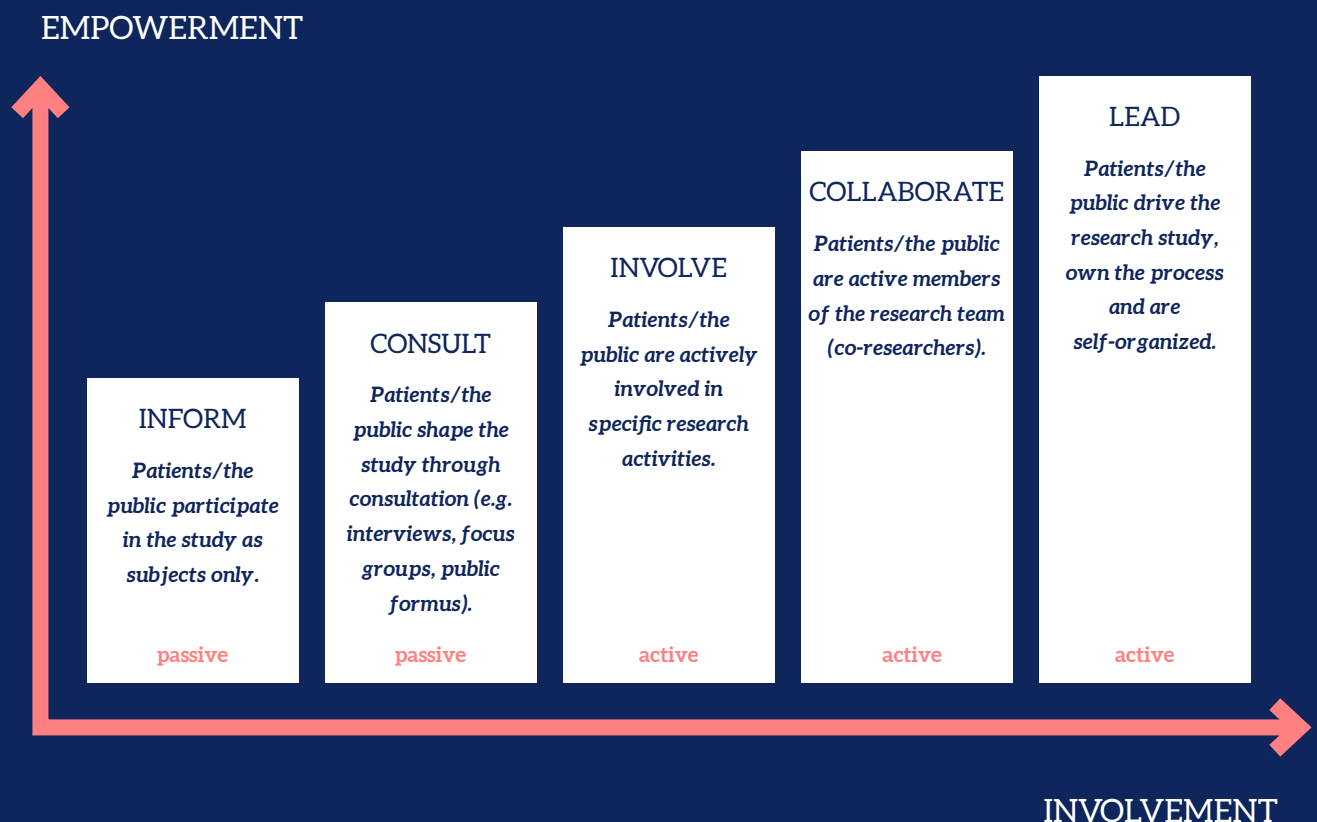 EMPOWERMENT
INFORM
Patients/the
public participate
in the study as
subjects only.
passive
CONSULT
Patients/the
public shape the
study through
consultation (e.g.
interviews, focus
groups, public
formus).
passive
INVOLVE
Patients/the
public are actively
involved in
specific research
activities.
active
COLLABORATE
Patients/the public
are active members
of the research team
(co-researchers).
active
LEAD
Patients/the
public drive the
research study,
own the process
and are
self-organized.
active
INVOLVEMENT